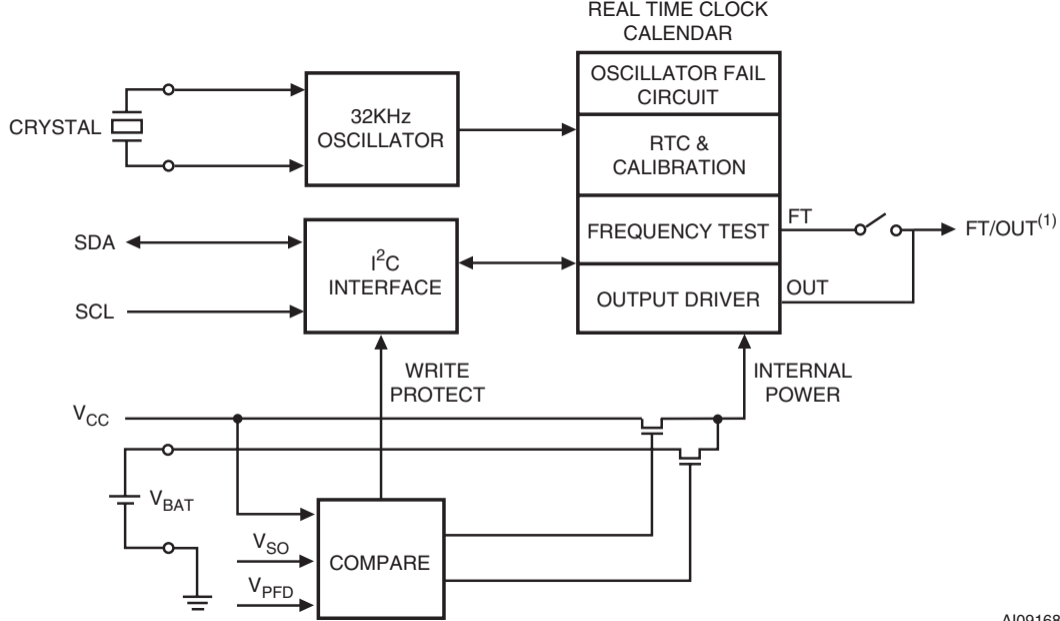 REAL TIME CLOCK
CALENDAR
OSCILLATOR FAIL
CIRCUIT
CRYSTAL
32KHz
OSCILLATOR
RTC &
CALIBRATION
FREQUENCY TEST
FT
FT/OUT(1)
SDA
I2C
INTERFACE
SCL
OUTPUT DRIVER
OUT
WRITE
PROTECT
INTERNAL
POWER
VCC
VBAT
VSO
COMPARE
VPFD
AI09168